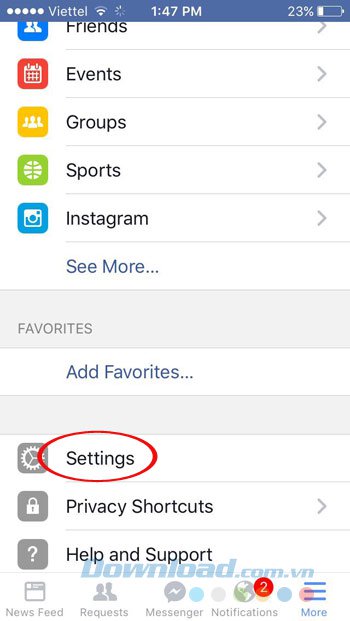 Viettel 1:47 PM 23%
Friends
Events
Groups
Sports
Instagram
See More...
FAVORITES
Add Favorites...
Settings
Privacy Shortcuts
? Help and Support
Download.com.vn
2
News Feed Requests Messenger Notifications More